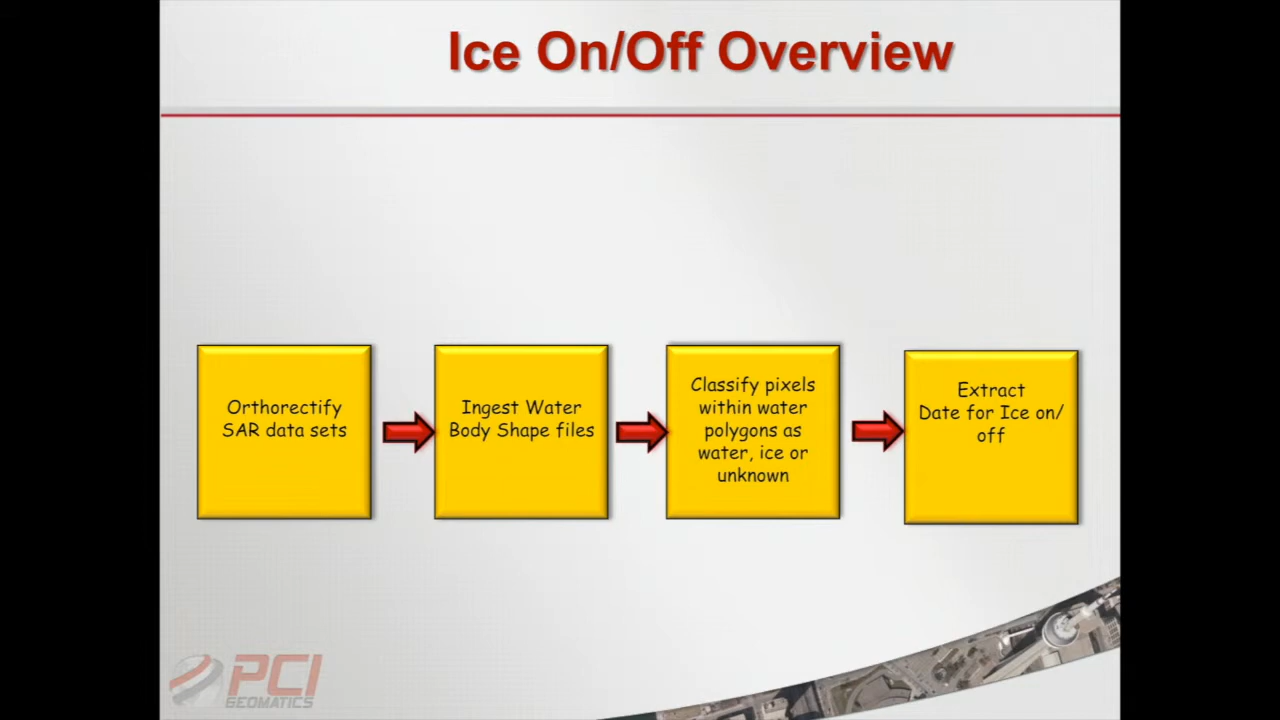 Ice On/Off Overview
Orthorectify
SAR data sets
Ingest Water
Body Shape files
Classify pixels
within water
polygons as
water, ice or
unknown
Extract
Date for Ice on/
off
PCI
GEOMATICS